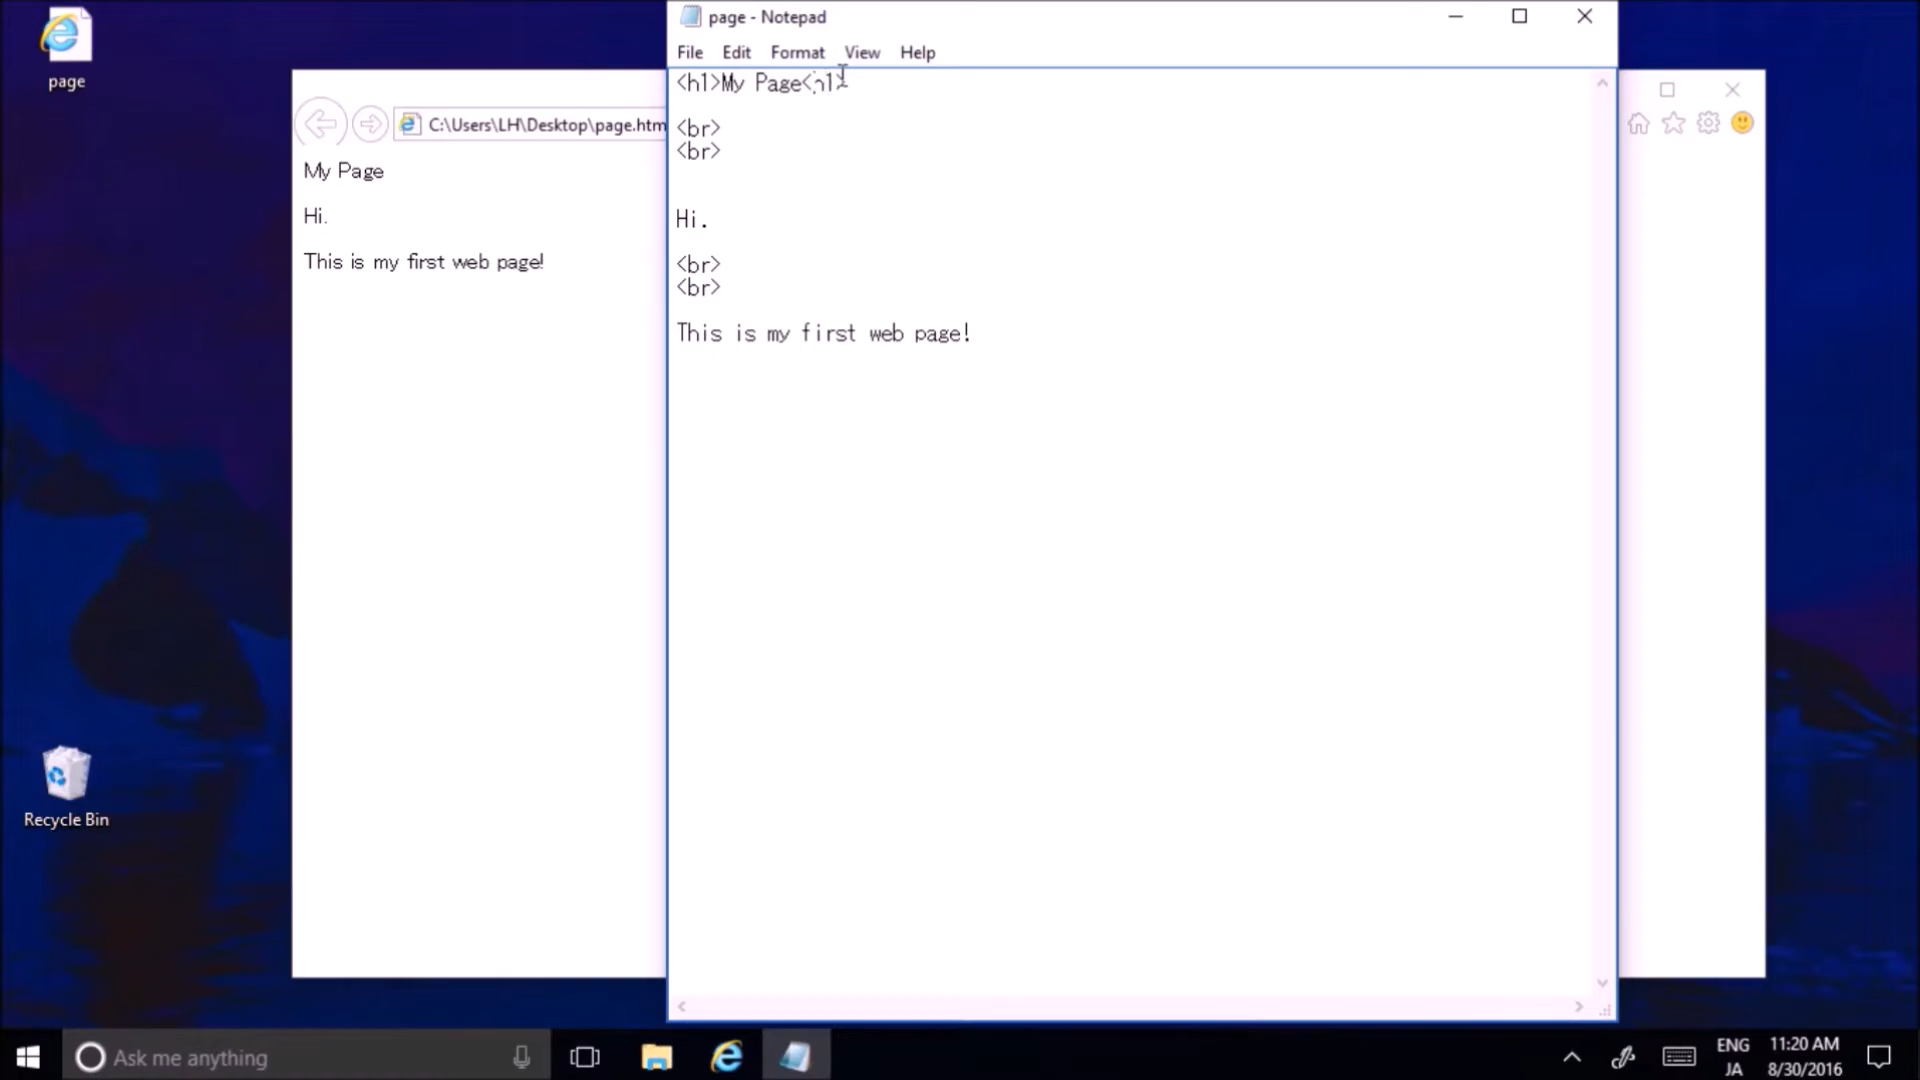 page
page - Notepad
File Edit Format View Help
<h1>My Page<h1>
<br>
<br>
Hi.
<br>
<br>
This is my first web page!
C:\Users\LH\Desktop\page.htm
My Page
Hi.
This is my first web page!
Recycle Bin
Ask me anything
ENG
JA
11:20 AM
8/30/2016